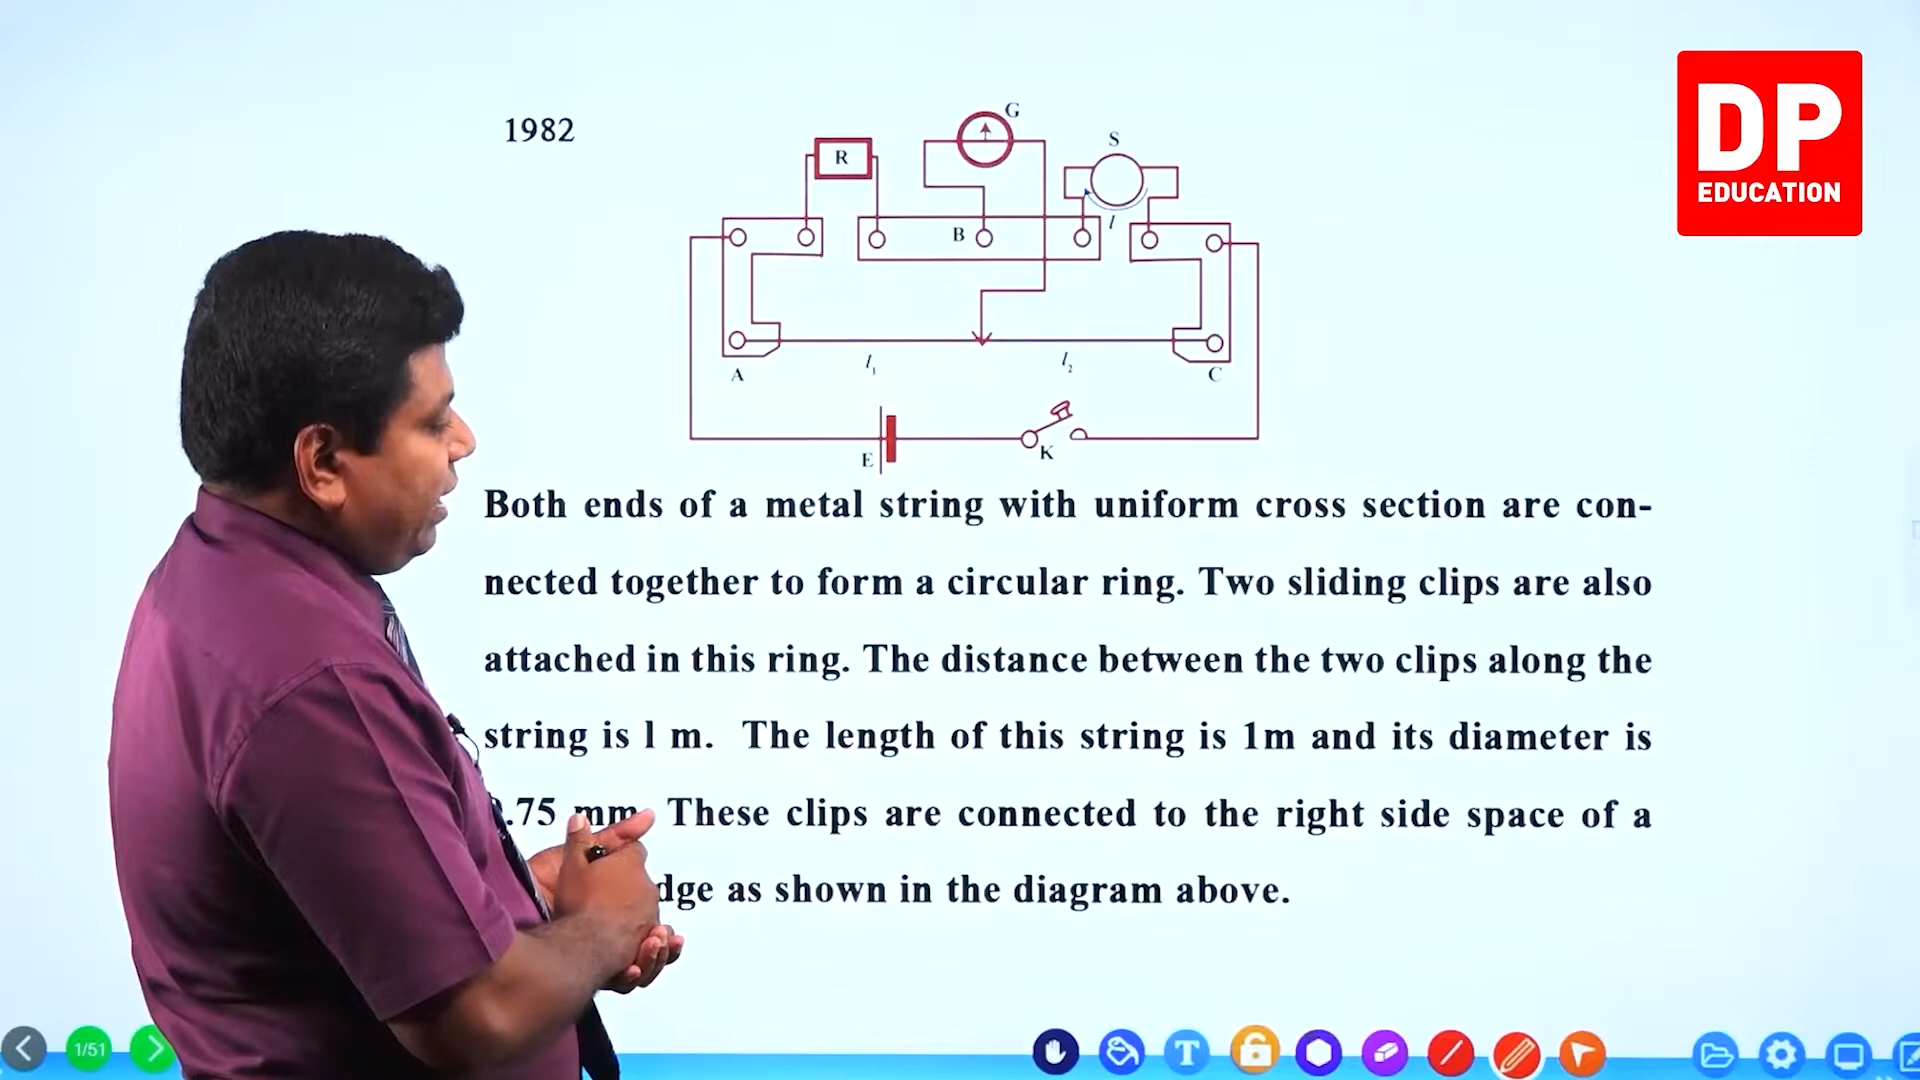 DP
EDUCATION
1982
G
S
R
B
l
l1
l2
A
C
E
K
Both ends of a metal string with uniform cross section are con-
nected together to form a circular ring. Two sliding clips are also
attached in this ring. The distance between the two clips along the
string is l m. The length of this string is 1m and its diameter is
.75 mm. These clips are connected to the right side space of a
dge as shown in the diagram above.
1/51
T